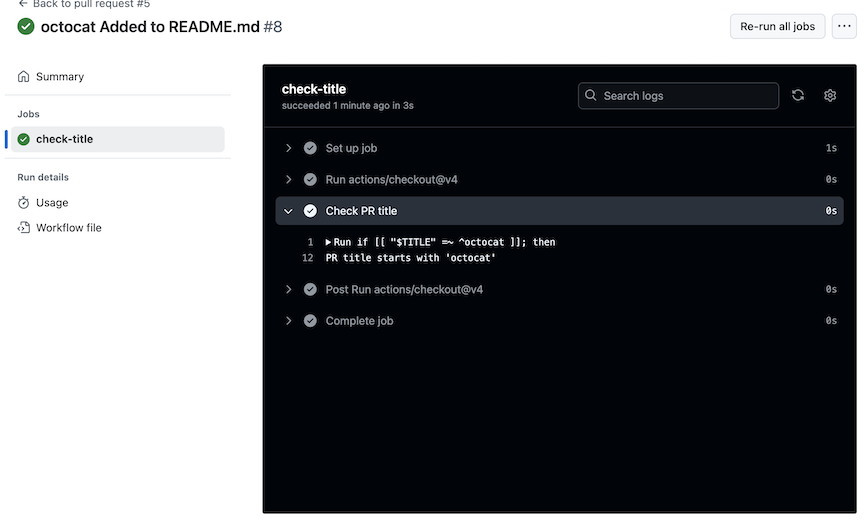 ← Back to pull request #5
octocat Added to README.md #8
Re-run all jobs
···
Summary
Jobs
check-title
Run details
Usage
Workflow file
check-title
succeeded 1 minute ago in 3s
Search logs
Set up job 1s
Run actions/checkout@v4 0s
Check PR title 0s
1 ▶Run if [[ "$TITLE" =~ ^octocat ]]; then
12 PR title starts with 'octocat'
Post Run actions/checkout@v4 0s
Complete job 0s